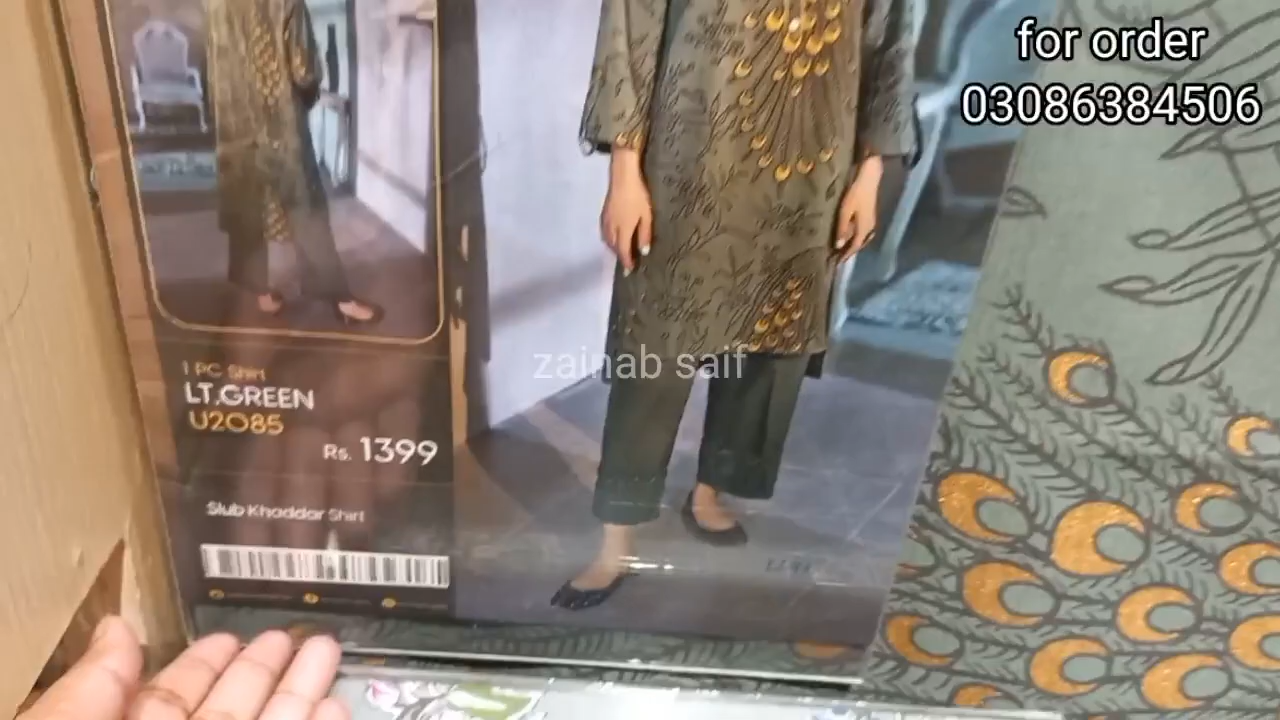 for order
03086384506
1 PC Shirt
LT.GREEN
U2085
Rs. 1399
Slub Khaddar Shirt
zainab saif